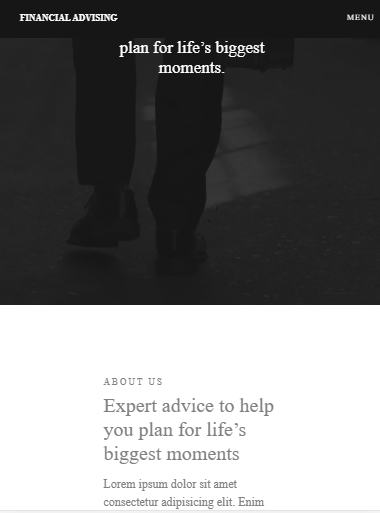 FINANCIAL ADVISING
MENU
plan for life’s biggest
moments.
ABOUT US
Expert advice to help
you plan for life’s
biggest moments
Lorem ipsum dolor sit amet
consectetur adipisicing elit. Enim